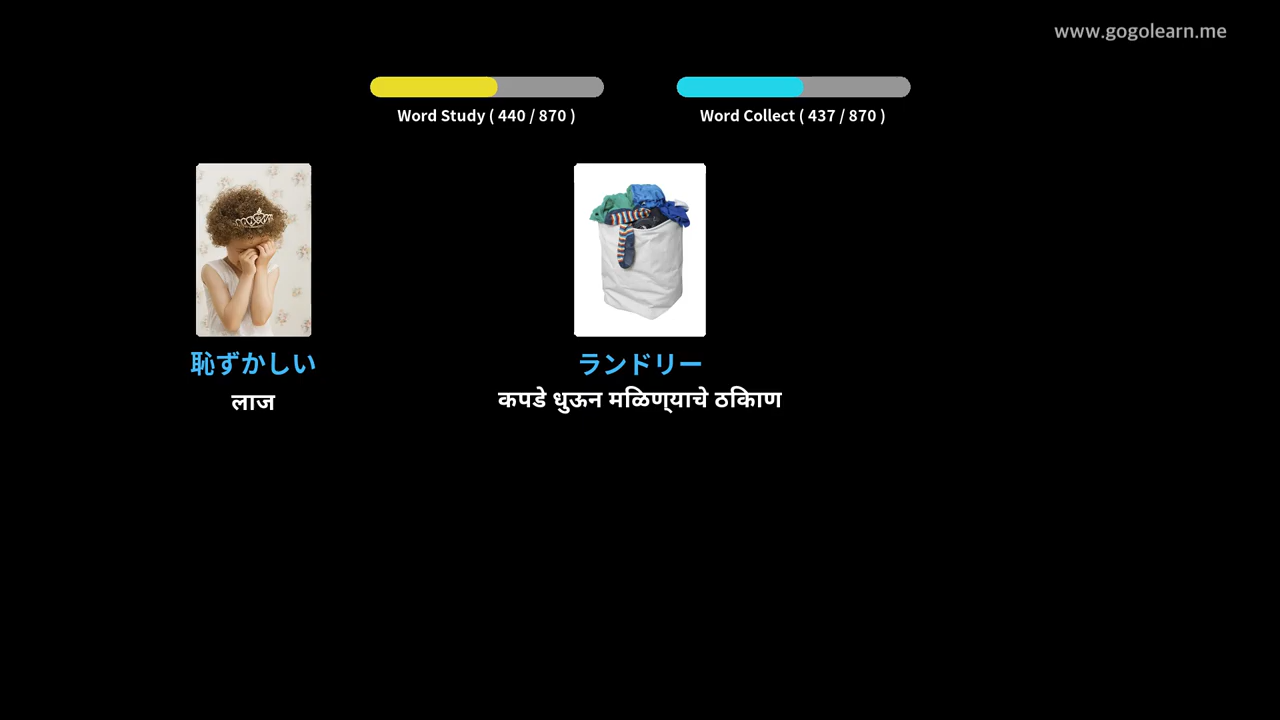 www.gogolearn.me
Word Study ( 440 / 870 )
Word Collect ( 437 / 870 )
恥ずかしい
ランドリー
लाज
कपडे धुऊन मळिण्याचे ठकिाण